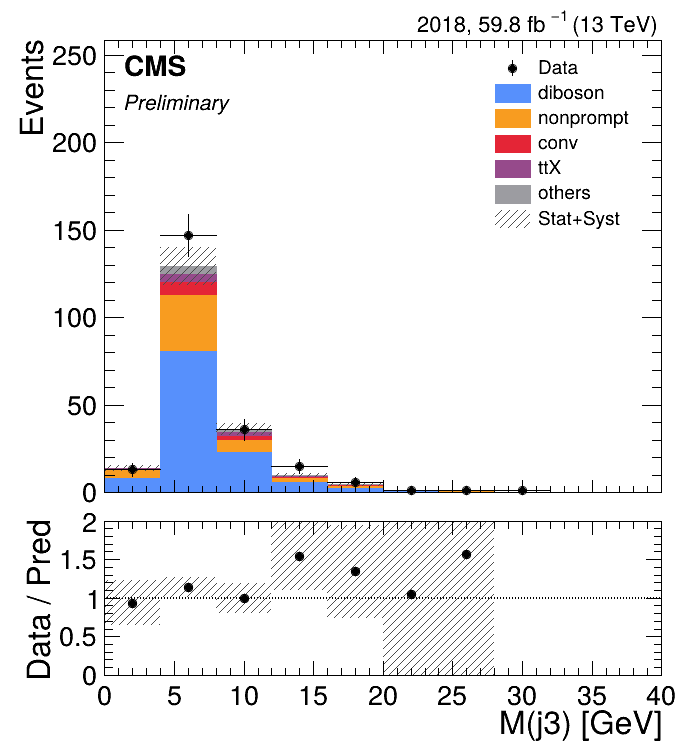 2018, 59.8 fb⁻¹ (13 TeV)
CMS
Preliminary
Data
diboson
nonprompt
conv
ttX
others
Stat+Syst
Events
250
200
150
100
50
0
Data / Pred
2
1.5
1
0.5
0
0 5 10 15 20 25 30 35 40
M(j3) [GeV]